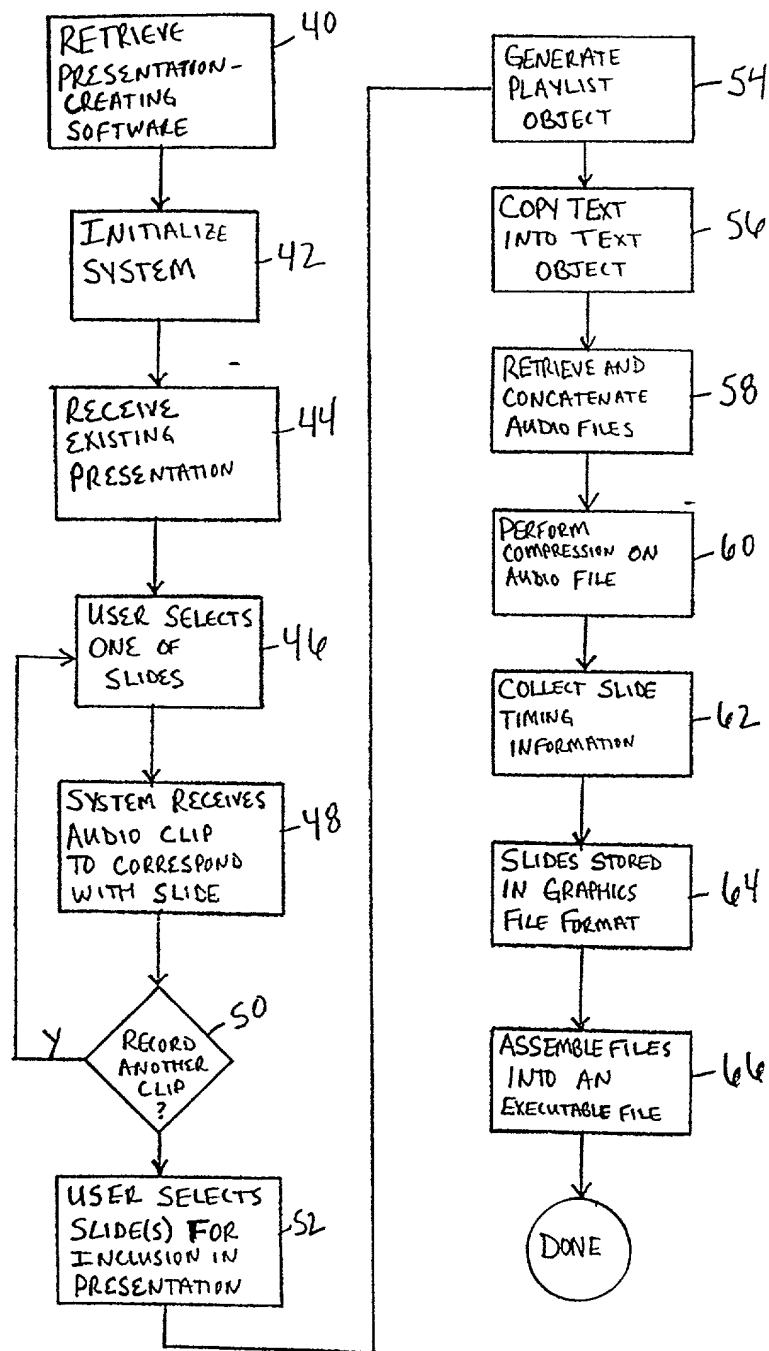 RETRIEVE
PRESENTATION-
CREATING
SOFTWARE
40
INITIALIZE
SYSTEM
42
RECEIVE
EXISTING
PRESENTATION
44
USER SELECTS
ONE OF
SLIDES
46
SYSTEM RECEIVES
AUDIO CLIP
TO CORRESPOND
WITH SLIDE
48
RECORD
ANOTHER
CLIP
?
50
Y
USER SELECTS
SLIDE(S) FOR
INCLUSION IN
PRESENTATION
52
GENERATE
PLAYLIST
OBJECT
54
COPY TEXT
INTO TEXT
OBJECT
56
RETRIEVE AND
CONCATENATE
AUDIO FILES
58
PERFORM
COMPRESSION ON
AUDIO FILE
60
COLLECT SLIDE
TIMING
INFORMATION
62
SLIDES STORED
IN GRAPHICS
FILE FORMAT
64
ASSEMBLE FILES
INTO AN
EXECUTABLE FILE
66
DONE